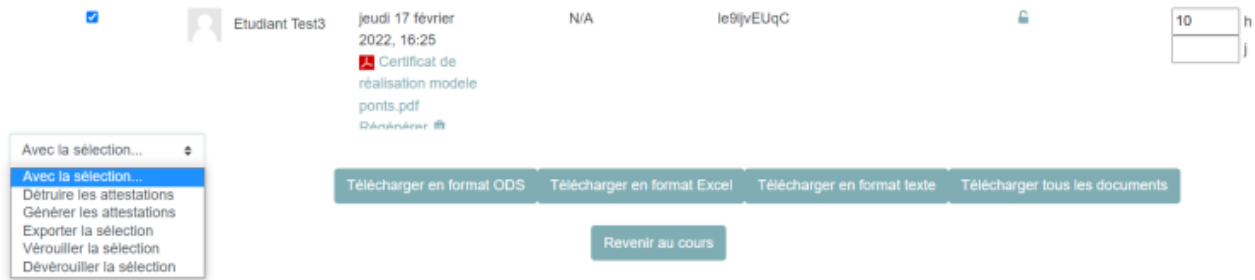 Etudiant Test3
jeudi 17 février
2022, 16:25
Certificat de
réalisation modele
ponts.pdf
Régénérer
N/A
le9ljvEUqC
10 h
j
Avec la sélection...
Avec la sélection...
Détruire les attestations
Générer les attestations
Exporter la sélection
Vérouiller la sélection
Dévérouiller la sélection
Télécharger en format ODS
Télécharger en format Excel
Télécharger en format texte
Télécharger tous les documents
Revenir au cours